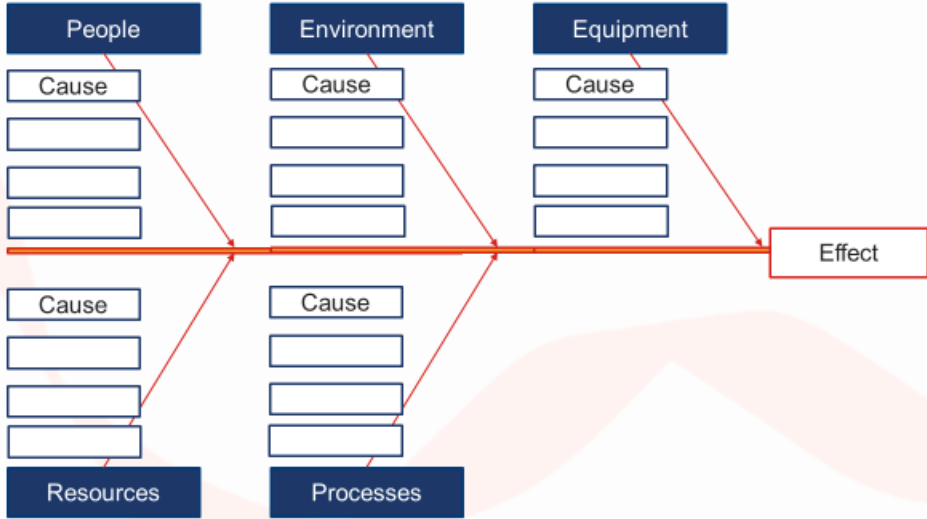 People
Environment
Equipment
Cause
Cause
Cause
Effect
Cause
Cause
Resources
Processes